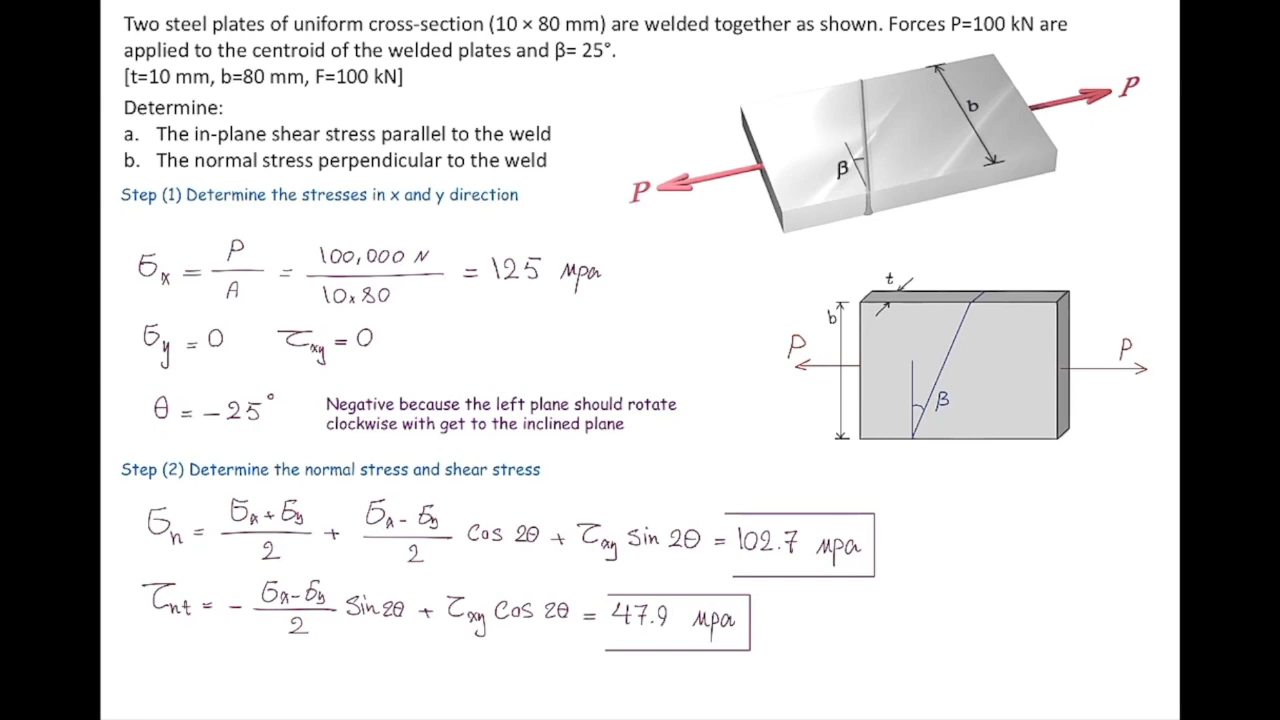 Two steel plates of uniform cross-section (10 × 80 mm) are welded together as shown. Forces P=100 kN are
applied to the centroid of the welded plates and β= 25°.
[t=10 mm, b=80 mm, F=100 kN]
Determine:
a. The in-plane shear stress parallel to the weld
b. The normal stress perpendicular to the weld
P
b
β
P
Step (1) Determine the stresses in x and y direction
σx = P/A = 100,000 N / 10x80 = 125 mpa
σy = 0 τxy = 0
θ = -25°
Negative because the left plane should rotate
clockwise with get to the inclined plane
t
b
P
P
β
Step (2) Determine the normal stress and shear stress
σn = σx + σy / 2 + σx - σy / 2 cos 2θ + τxy sin 2θ = 102.7 mpa
τnt = - σx - σy / 2 sin 2θ + τxy cos 2θ = 47.9 mpa